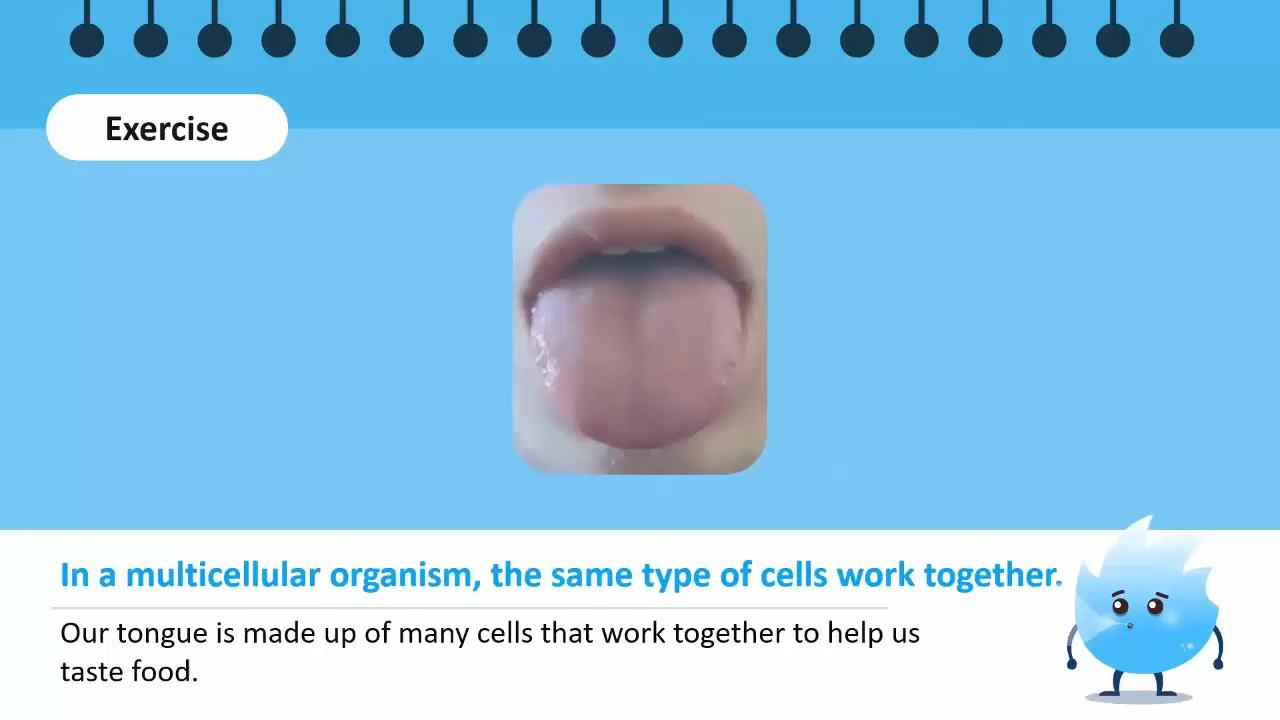 Exercise
In a multicellular organism, the same type of cells work together.
Our tongue is made up of many cells that work together to help us
taste food.